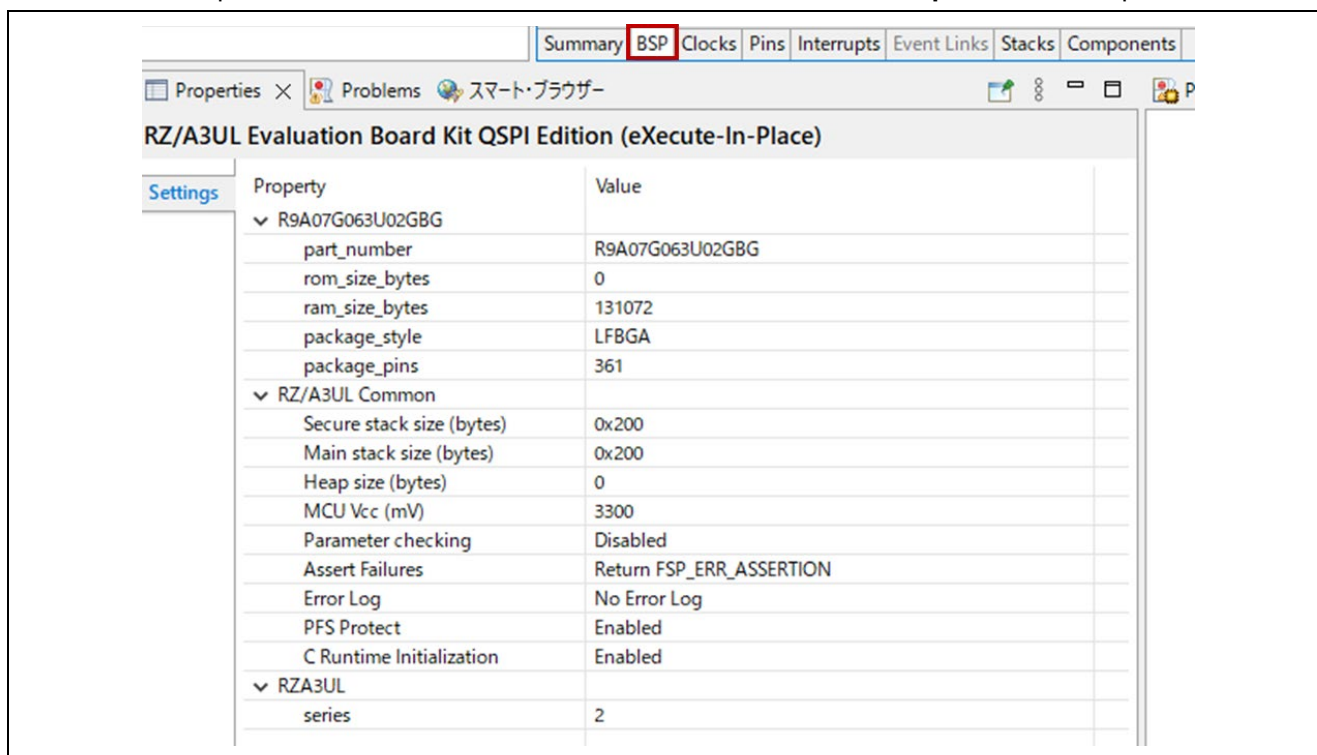 Summary BSP Clocks Pins Interrupts Event Links Stacks Components
Properties Problems スマート・ブラウザー
RZ/A3UL Evaluation Board Kit QSPI Edition (eXecute-In-Place)
Settings Property Value
R9A07G063U02GBG
part_number R9A07G063U02GBG
rom_size_bytes 0
ram_size_bytes 131072
package_style LFBGA
package_pins 361
RZ/A3UL Common
Secure stack size (bytes) 0x200
Main stack size (bytes) 0x200
Heap size (bytes) 0
MCU Vcc (mV) 3300
Parameter checking Disabled
Assert Failures Return FSP_ERR_ASSERTION
Error Log No Error Log
PFS Protect Enabled
C Runtime Initialization Enabled
RZA3UL
series 2